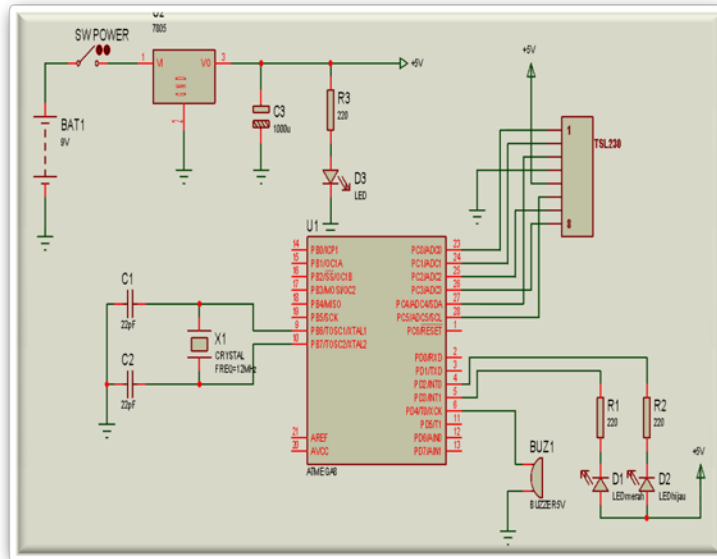 U2
7805
SW POWER
1
VI
VO
3
2
+5V
BAT1
9V
C3
1000u
R3
220
D3
LED
+5V
1
TSL230
8
U1
14 PB0/ICP1
15 PB1/OC1A
16 PB2/SS/OC1B
17 PB3/MOSI/OC2
18 PB4/MISO
19 PB5/SCK
9 PB6/TOSC1/XTAL1
10 PB7/TOSC2/XTAL2
21 AREF
20 AVCC
PC0/ADC0 23
PC1/ADC1 24
PC2/ADC2 25
PC3/ADC3 26
PC4/ADC4/SDA 27
PC5/ADC5/SCL 28
PC6/RESET 1
PD0/RXD 2
PD1/TXD 3
PD2/INT0 4
PD3/INT1 5
PD4/T0/XCK 6
PD5/T1 11
PD6/AIN0 12
PD7/AIN1 13
ATMEGA8
C1
22pF
C2
22pF
X1
CRYSTAL
FREQ=12MHz
BUZ1
BUZZER5V
R1
220
R2
220
D1
LEDmerah
D2
LEDhijau
+5V